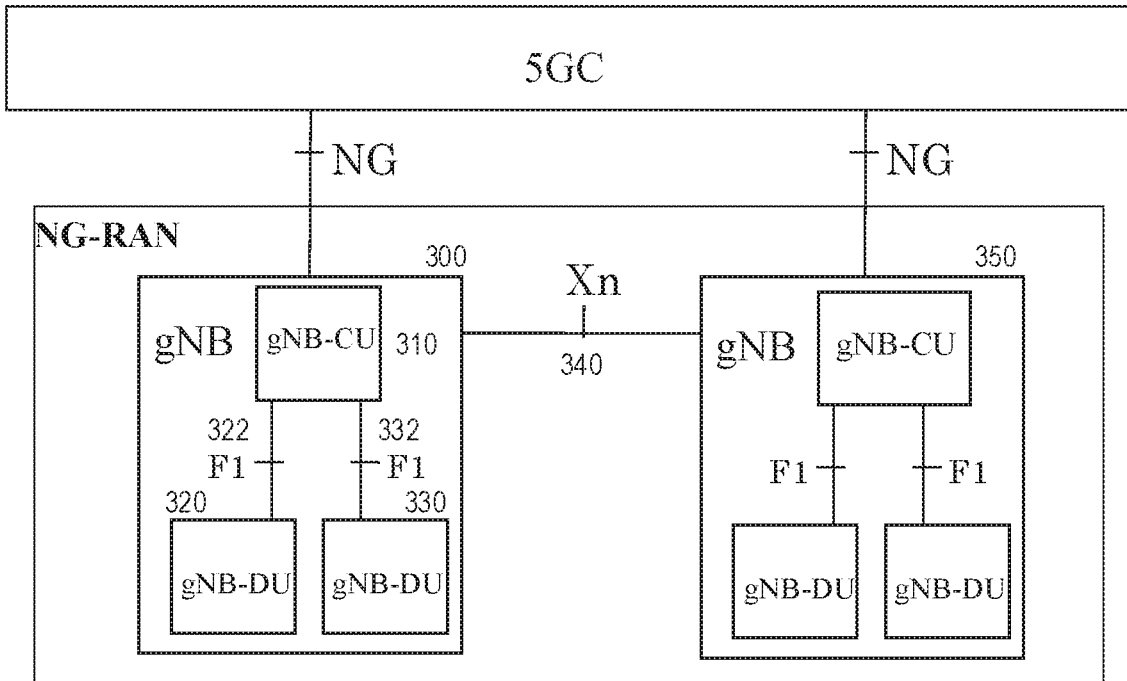 5GC
NG NG
NG-RAN
300 350
Xn
gNB gNB-CU 310 340 gNB gNB-CU
322 332
F1 F1 F1 F1
320 330
gNB-DU gNB-DU gNB-DU gNB-DU